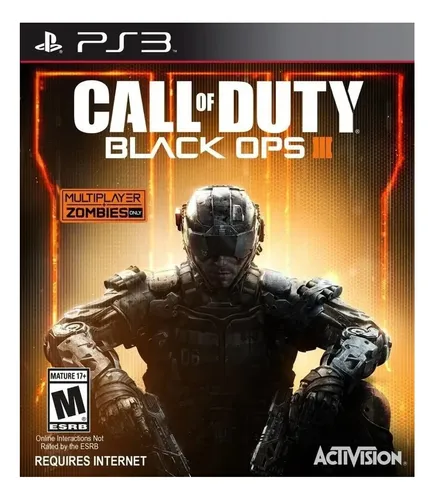 PS3
CALL OF DUTY
BLACK OPS III
MULTIPLAYER
ZOMBIES ONLY
MATURE 17+
M
ESRB
Online Interactions Not
Rated by the ESRB
REQUIRES INTERNET
ACTIVISION